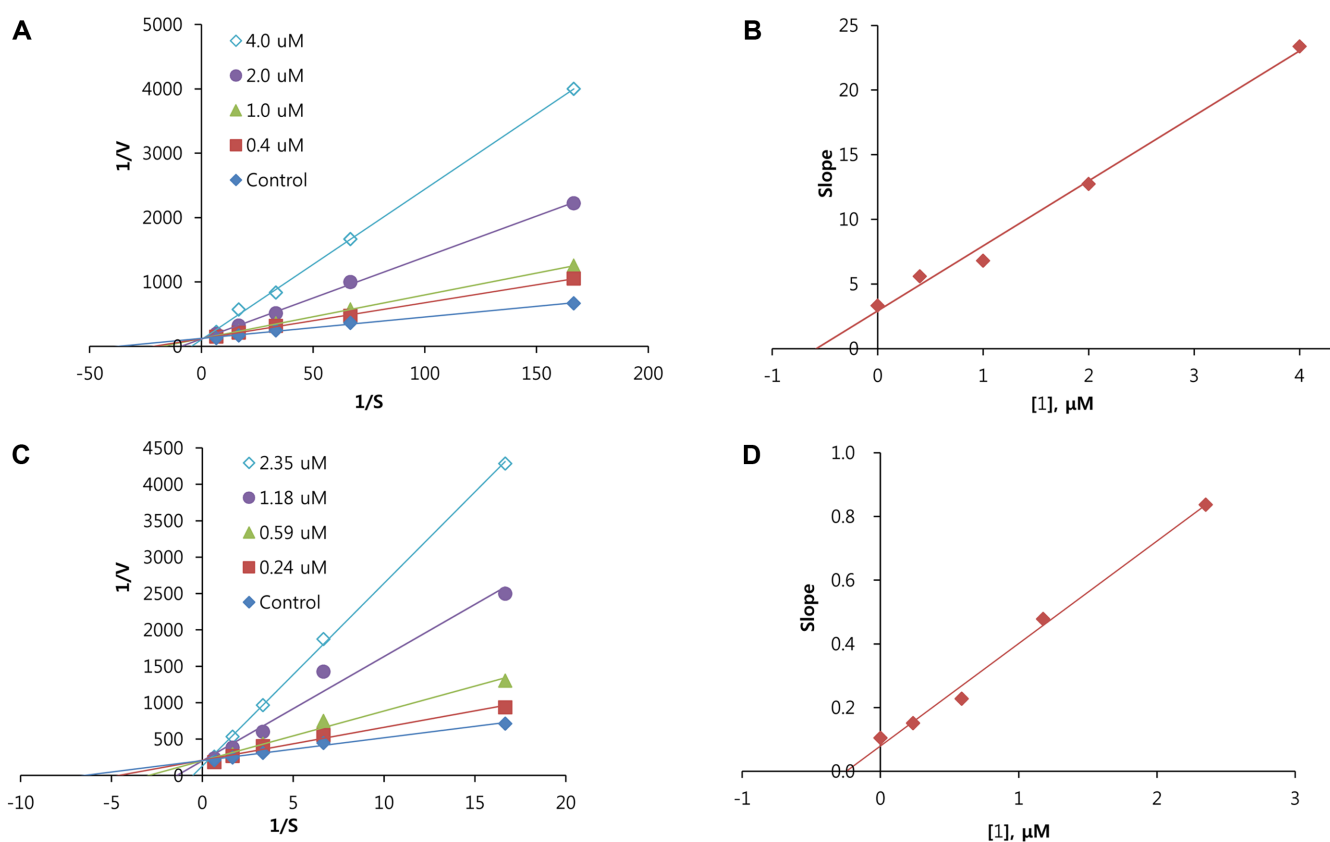 A
5000
4000
3000
2000
1000
0
1/V
4.0 uM
2.0 uM
1.0 uM
0.4 uM
Control
-50
0
50
100
150
200
1/S
B
25
20
15
10
5
0
Slope
-1
0
1
2
3
4
[1], µM
C
4500
4000
3500
3000
2500
2000
1500
1000
500
0
1/V
2.35 uM
1.18 uM
0.59 uM
0.24 uM
Control
-10
-5
0
5
10
15
20
1/S
D
1.0
0.8
0.6
0.4
0.2
0.0
Slope
-1
0
1
2
3
[1], µM